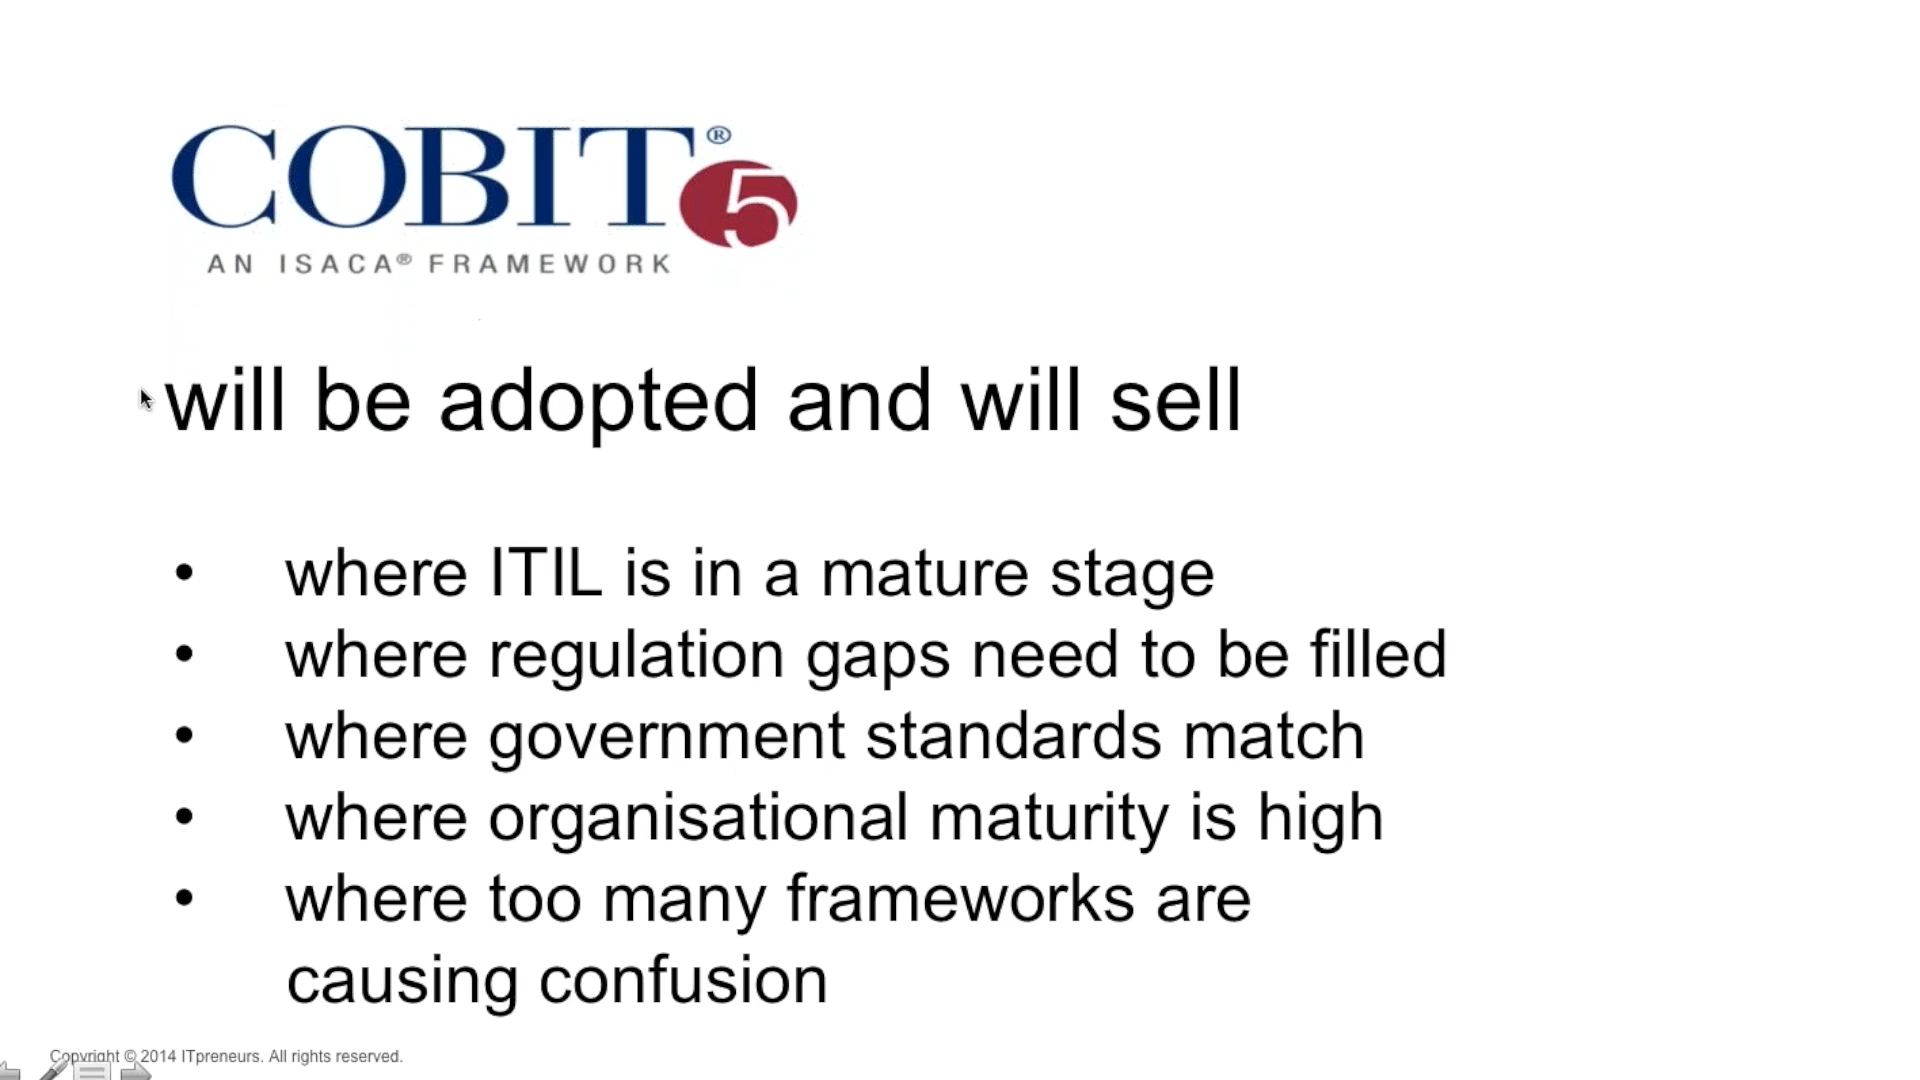 COBIT® 5
AN ISACA® FRAMEWORK
will be adopted and will sell
• where ITIL is in a mature stage
• where regulation gaps need to be filled
• where government standards match
• where organisational maturity is high
• where too many frameworks are
causing confusion
Copyright © 2014 ITpreneurs. All rights reserved.